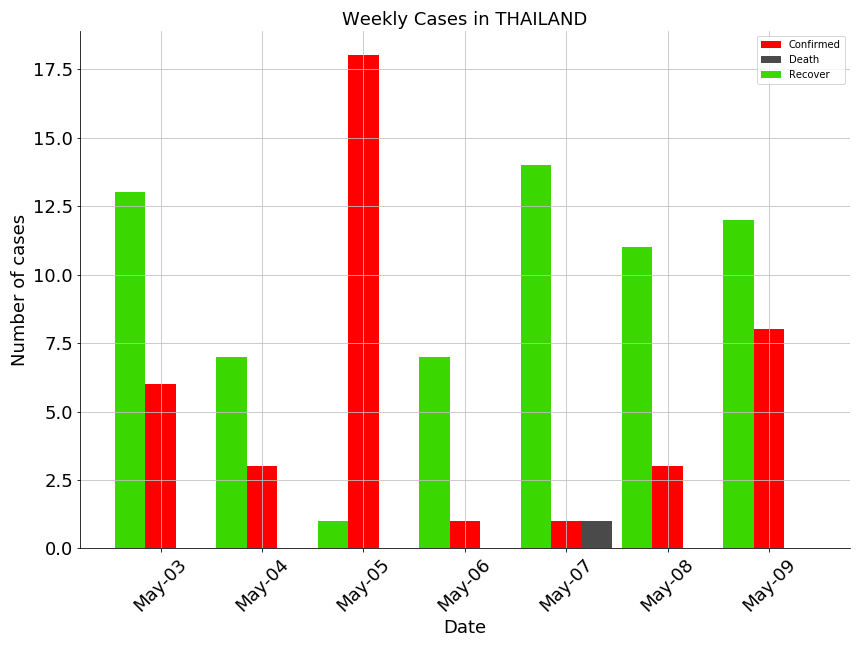 Weekly Cases in THAILAND
Confirmed
Death
Recover
Number of cases
17.5
15.0
12.5
10.0
7.5
5.0
2.5
0.0
May-03
May-04
May-05
May-06
May-07
May-08
May-09
Date